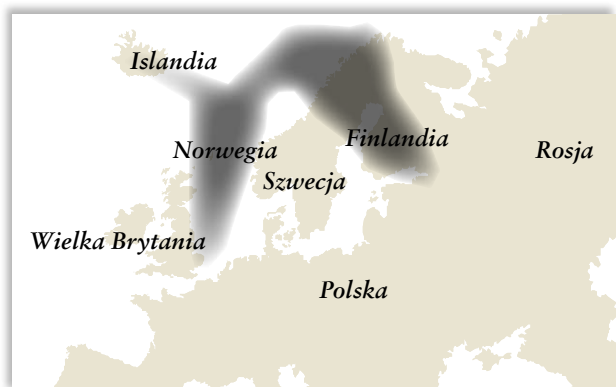 Islandia
Norwegia
Finlandia
Rosja
Szwecja
Wielka Brytania
Polska